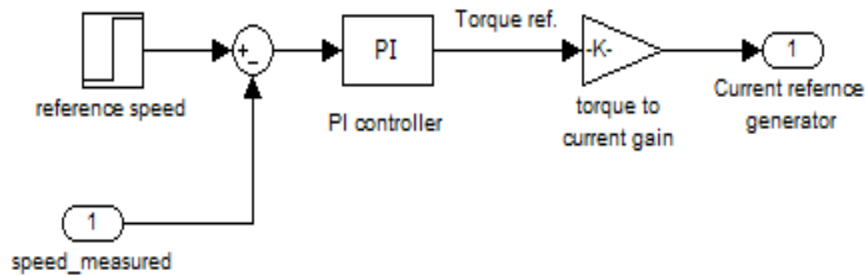 Torque ref.
+
_
PI
-K-
1
reference speed
PI controller
torque to
current gain
Current refernce
generator
1
speed_measured